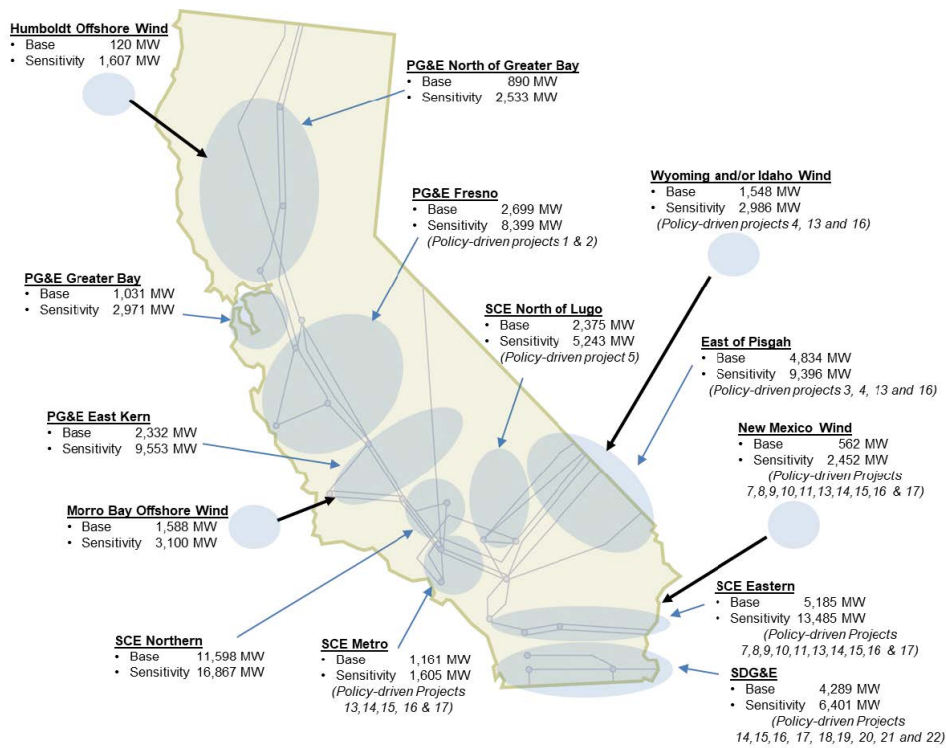 Humboldt Offshore Wind
• Base 120 MW
• Sensitivity 1,607 MW
PG&E North of Greater Bay
• Base 890 MW
• Sensitivity 2,533 MW
PG&E Fresno
• Base 2,699 MW
• Sensitivity 8,399 MW
(Policy-driven projects 1 & 2)
Wyoming and/or Idaho Wind
• Base 1,548 MW
• Sensitivity 2,986 MW
(Policy-driven projects 4, 13 and 16)
PG&E Greater Bay
• Base 1,031 MW
• Sensitivity 2,971 MW
SCE North of Lugo
• Base 2,375 MW
• Sensitivity 5,243 MW
(Policy-driven project 5)
East of Pisgah
• Base 4,834 MW
• Sensitivity 9,396 MW
(Policy-driven projects 3, 4, 13 and 16)
PG&E East Kern
• Base 2,332 MW
• Sensitivity 9,553 MW
New Mexico Wind
• Base 562 MW
• Sensitivity 2,452 MW
(Policy-driven Projects
7,8,9,10,11,13,14,15,16 & 17)
Morro Bay Offshore Wind
• Base 1,588 MW
• Sensitivity 3,100 MW
SCE Eastern
• Base 5,185 MW
• Sensitivity 13,485 MW
(Policy-driven Projects
7,8,9,10,11,13,14,15,16 & 17)
SCE Northern
• Base 11,598 MW
• Sensitivity 16,867 MW
SCE Metro
• Base 1,161 MW
• Sensitivity 1,605 MW
(Policy-driven Projects
13,14,15, 16 & 17)
SDG&E
• Base 4,289 MW
• Sensitivity 6,401 MW
(Policy-driven Projects
14,15,16, 17, 18,19, 20, 21 and 22)